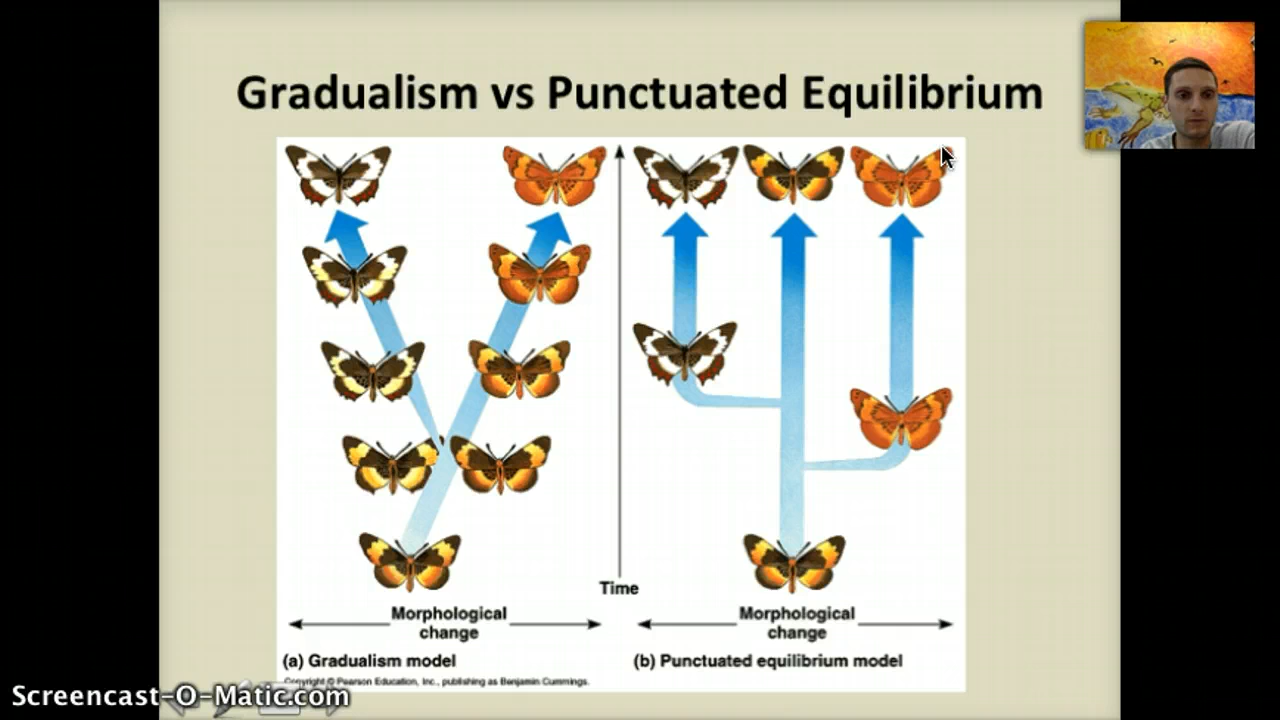 Gradualism vs Punctuated Equilibrium
Time
Morphological
change
Morphological
change
(a) Gradualism model
(b) Punctuated equilibrium model
Copyright © Pearson Education, Inc., publishing as Benjamin Cummings.
Screencast-O-Matic.com